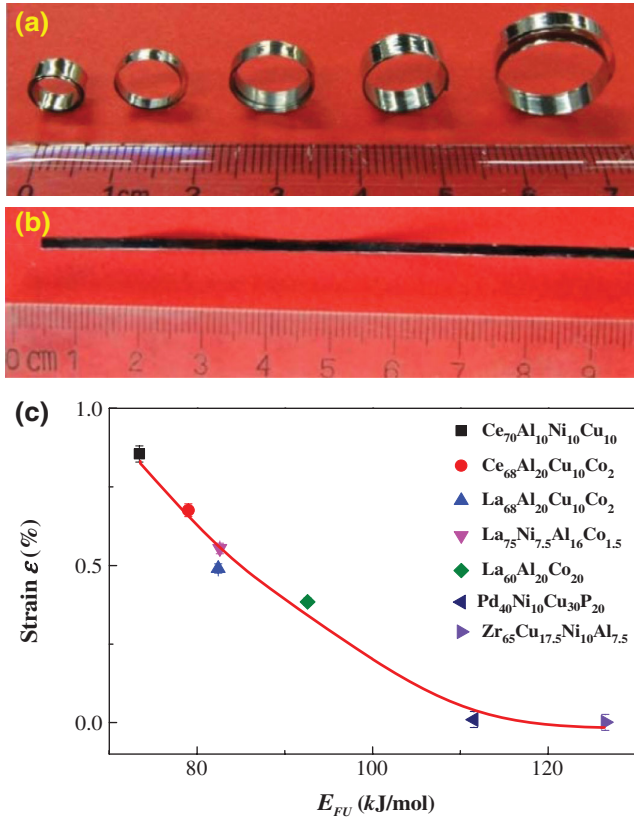 (a)
0 1cm 2 3 4 5 6 7
(b)
0 cm 1 2 3 4 5 6 7 8 9
(c)
1.0
0.5
0.0
Strain ε (%)
Ce₇₀Al₁₀Ni₁₀Cu₁₀
Ce₆₈Al₂₀Cu₁₀Co₂
La₆₈Al₂₀Cu₁₀Co₂
La₇₅Ni₇.₅Al₁₆Co₁.₅
La₆₀Al₂₀Co₂₀
Pd₄₀Ni₁₀Cu₃₀P₂₀
Zr₆₅Cu₁₇.₅Ni₁₀Al₇.₅
80 100 120
E_FU (kJ/mol)